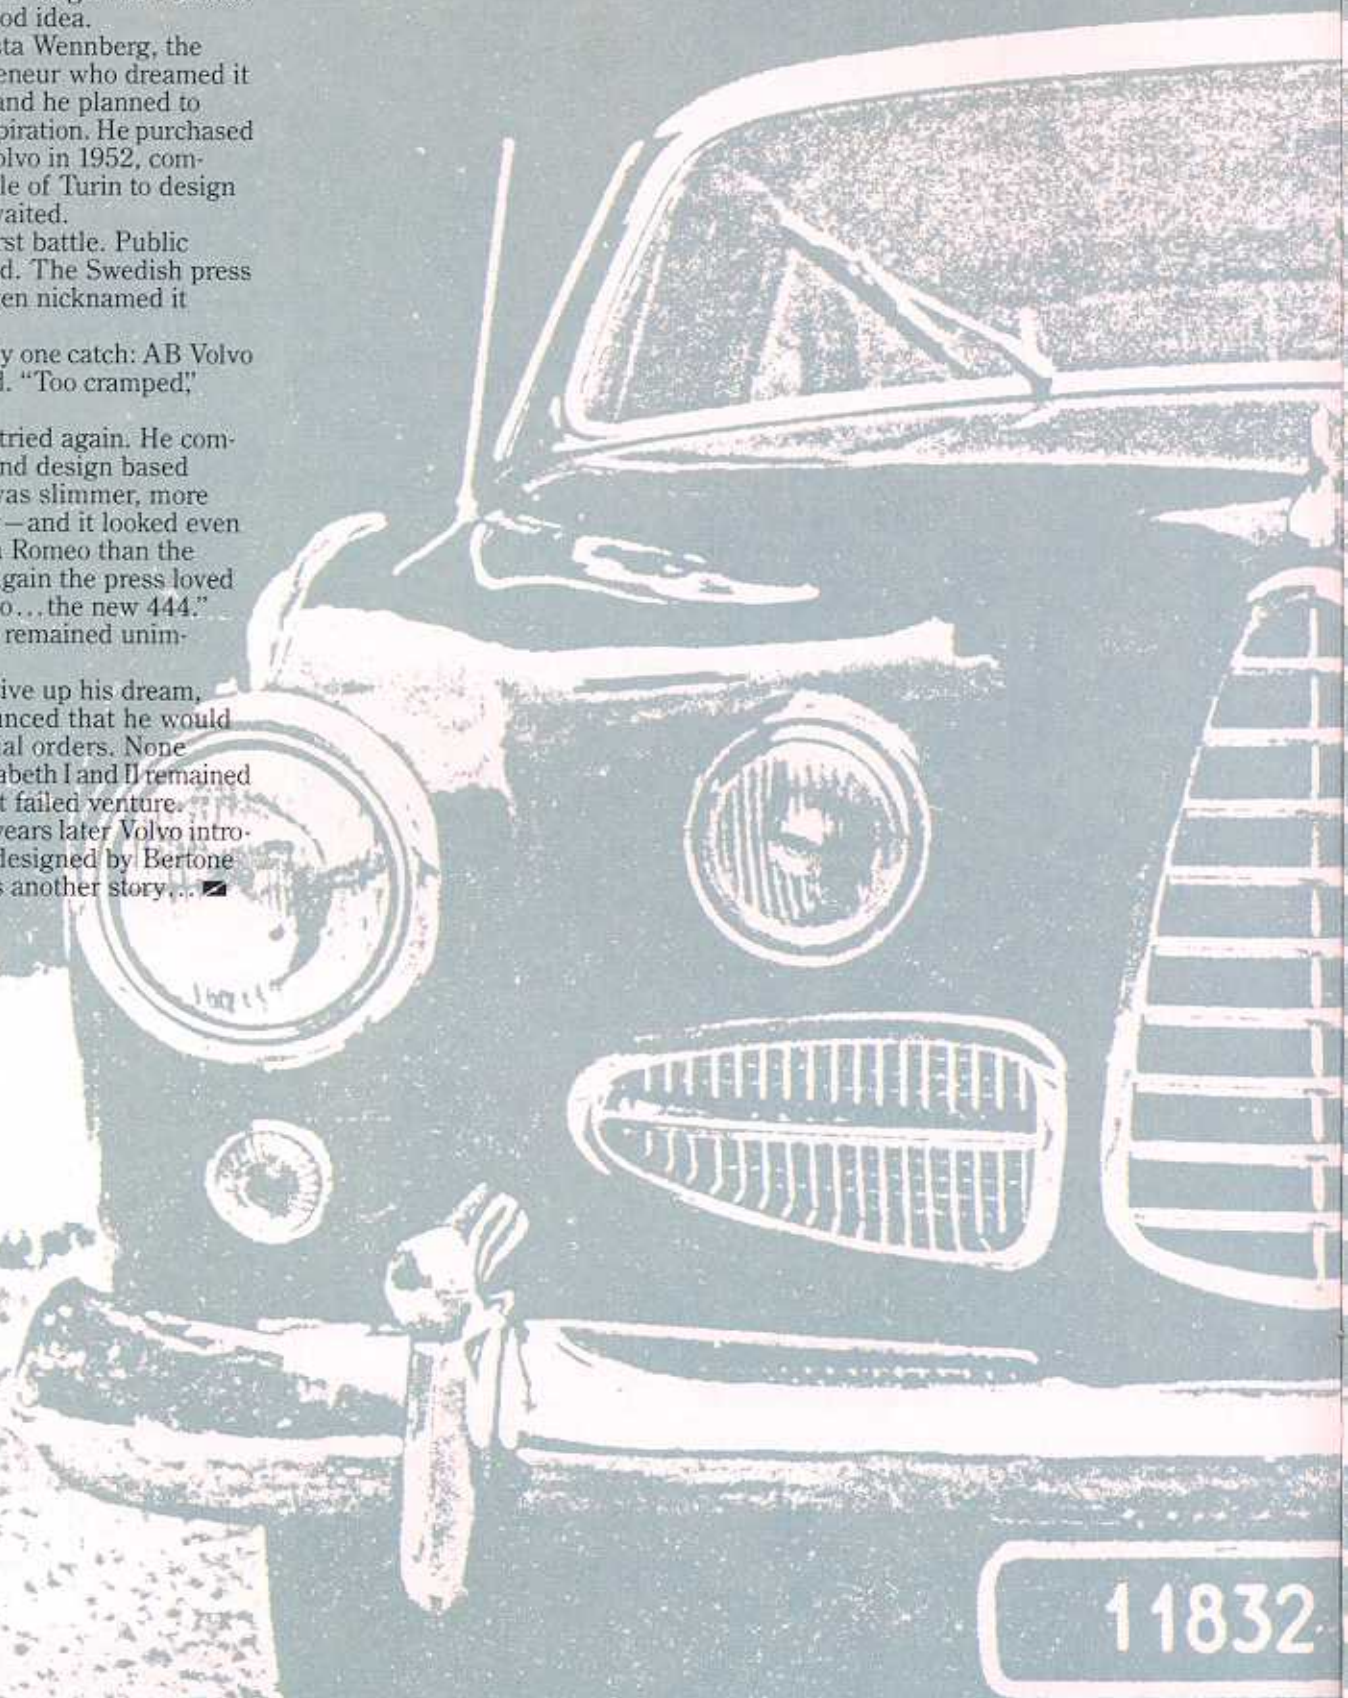 od idea.
sta Wennberg, the
eneur who dreamed it
and he planned to
piration. He purchased
olvo in 1952, com-
le of Turin to design
vaited.
rst battle. Public
d. The Swedish press
en nicknamed it
y one catch: AB Volvo
d. “Too cramped,”
tried again. He com-
nd design based
was slimmer, more
—and it looked even
a Romeo than the
gain the press loved
o...the new 444.”
remained unim-
ive up his dream,
unced that he would
ial orders. None
abeth I and II remained
t failed venture.
years later Volvo intro-
designed by Bertone
s another story...
11832